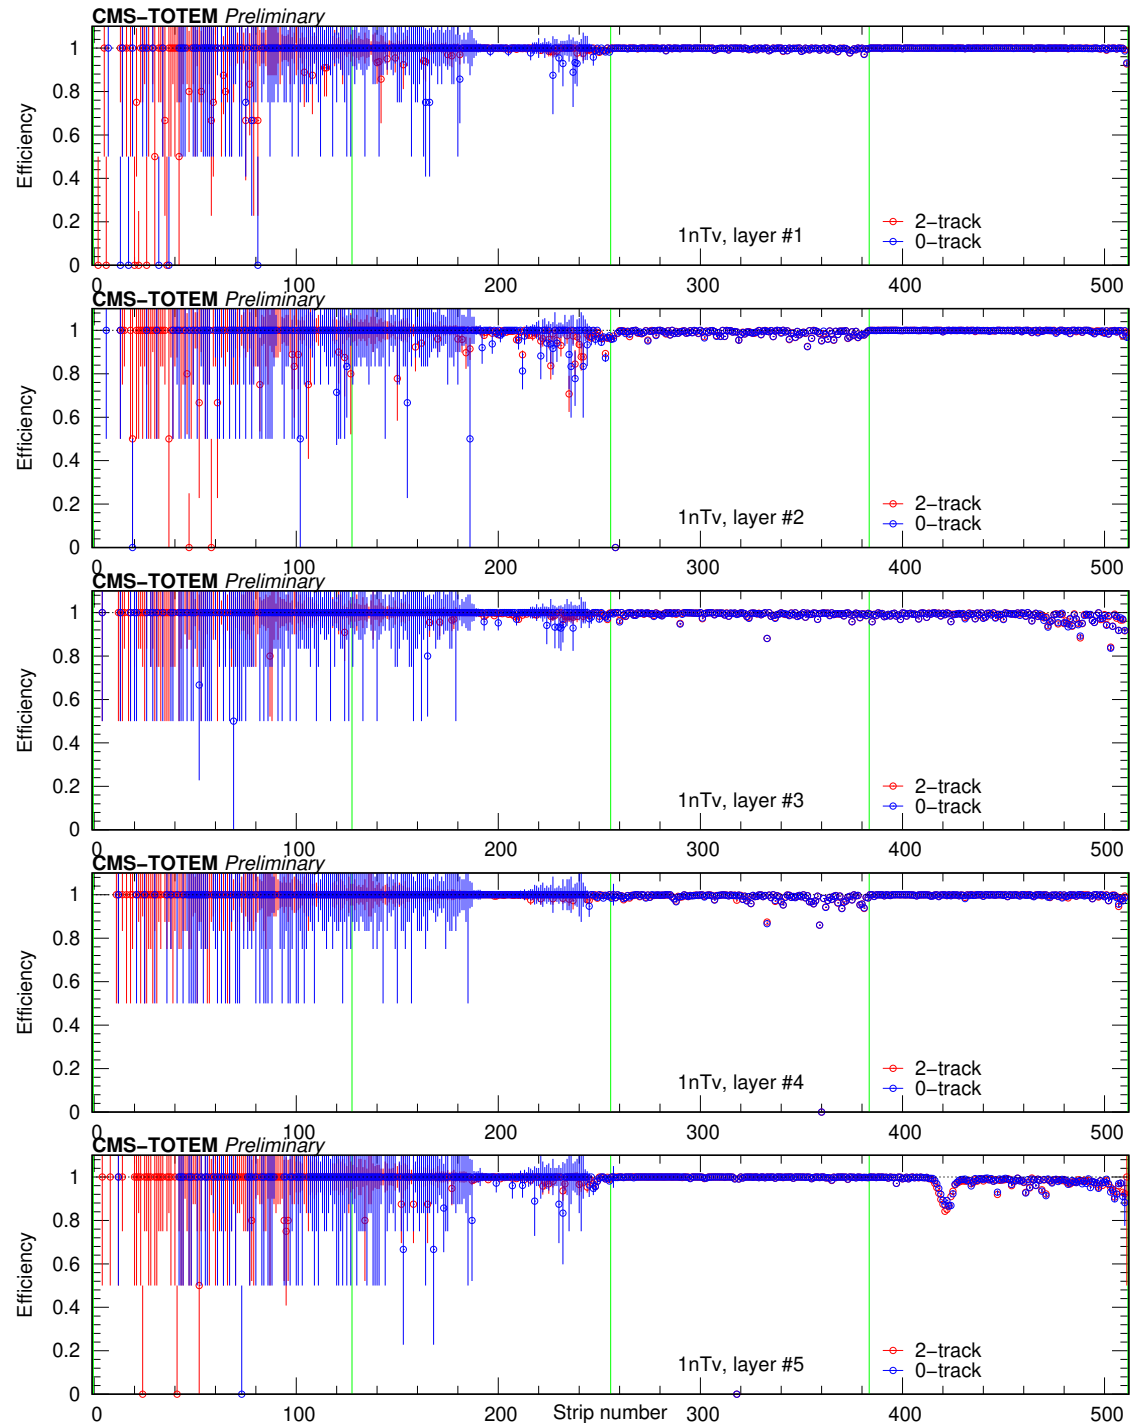 CMS−TOTEM Preliminary
1
0.8
0.6
0.4
0.2
0
Efficiency
1nTv, layer #1
2−track
0−track
0 100 200 300 400 500
CMS−TOTEM Preliminary
1
0.8
0.6
0.4
0.2
0
Efficiency
1nTv, layer #2
2−track
0−track
0 100 200 300 400 500
CMS−TOTEM Preliminary
1
0.8
0.6
0.4
0.2
0
Efficiency
1nTv, layer #3
2−track
0−track
0 100 200 300 400 500
CMS−TOTEM Preliminary
1
0.8
0.6
0.4
0.2
0
Efficiency
1nTv, layer #4
2−track
0−track
0 100 200 300 400 500
CMS−TOTEM Preliminary
1
0.8
0.6
0.4
0.2
0
Efficiency
1nTv, layer #5
2−track
0−track
0 100 200 300 400 500
Strip number